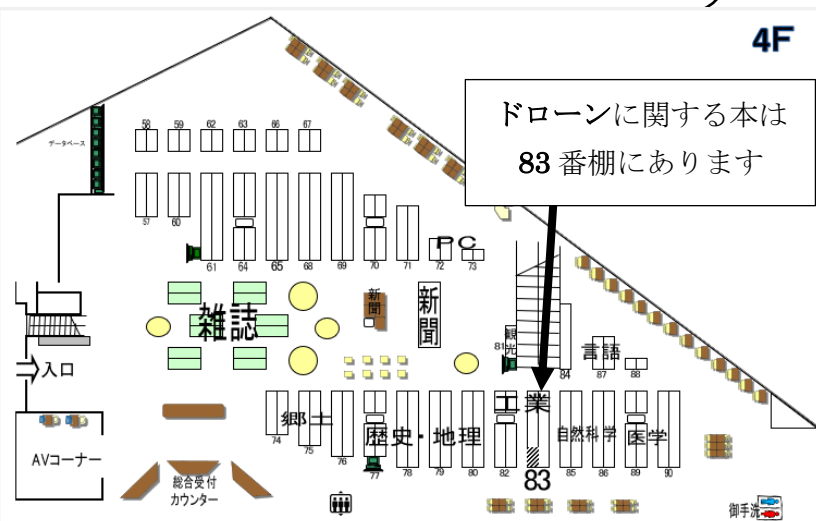 4F
ドローンに関する本は
83 番棚にあります
58 59 62 63 66 67
データベース
57 60
61 64 65 68 69 70 71 72 73
PC
新聞
新聞
雑誌
観光
81
言語
84 87 88
入口
工業
郷土
歴史・地理
自然科学
医学
74 75 76 77 78 79 80 82 83 85 86 89 90
AVコーナー
総合受付
カウンター
御手洗